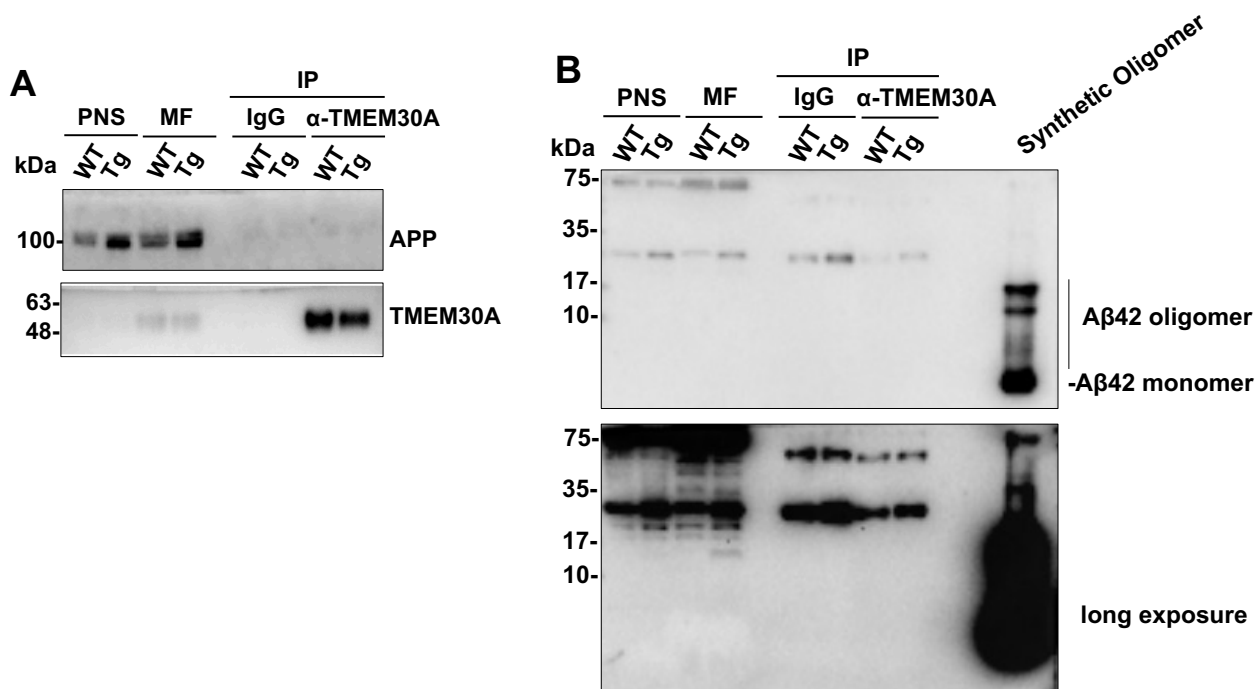 A
IP
PNS MF IgG α-TMEM30A
kDa WT Tg WT Tg WT Tg WT Tg
100- APP
63-
48- TMEM30A
B
IP
PNS MF IgG α-TMEM30A
Synthetic Oligomer
kDa WT Tg WT Tg WT Tg WT Tg
75-
35-
17-
10-
Aβ42 oligomer
-Aβ42 monomer
75-
35-
17-
10-
long exposure